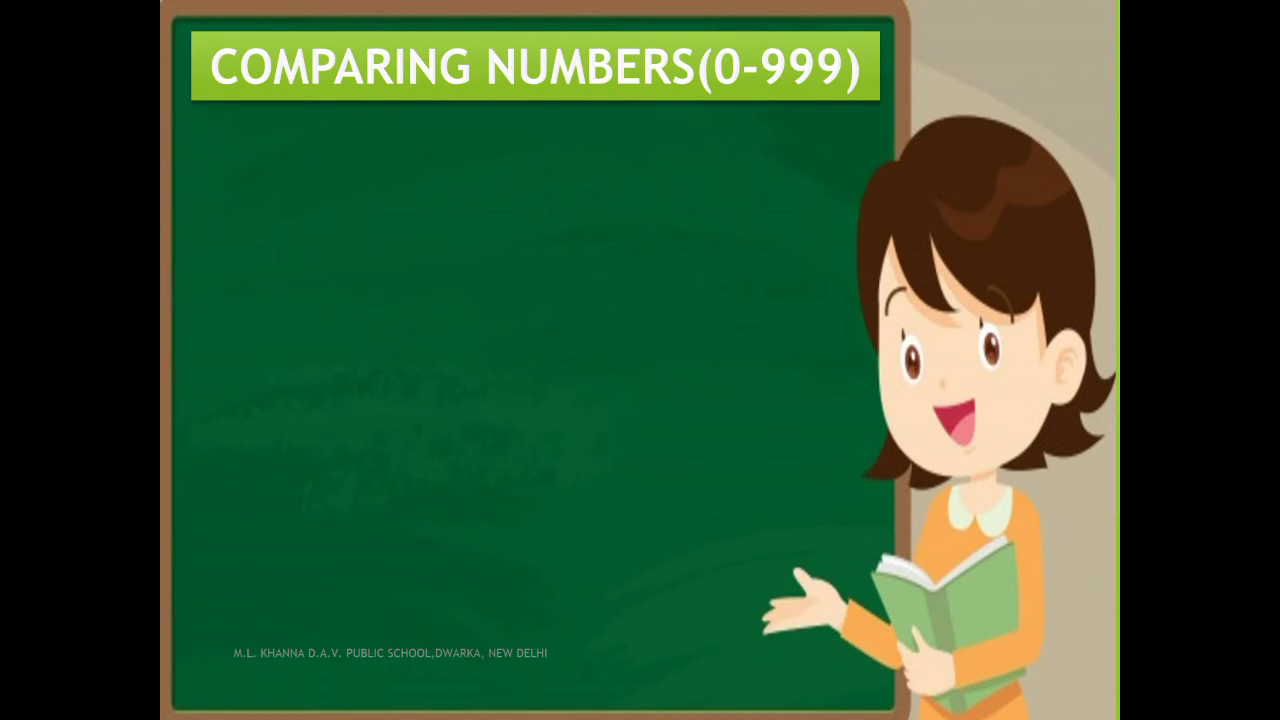 COMPARING NUMBERS(0-999)
M.L. KHANNA D.A.V. PUBLIC SCHOOL,DWARKA, NEW DELHI